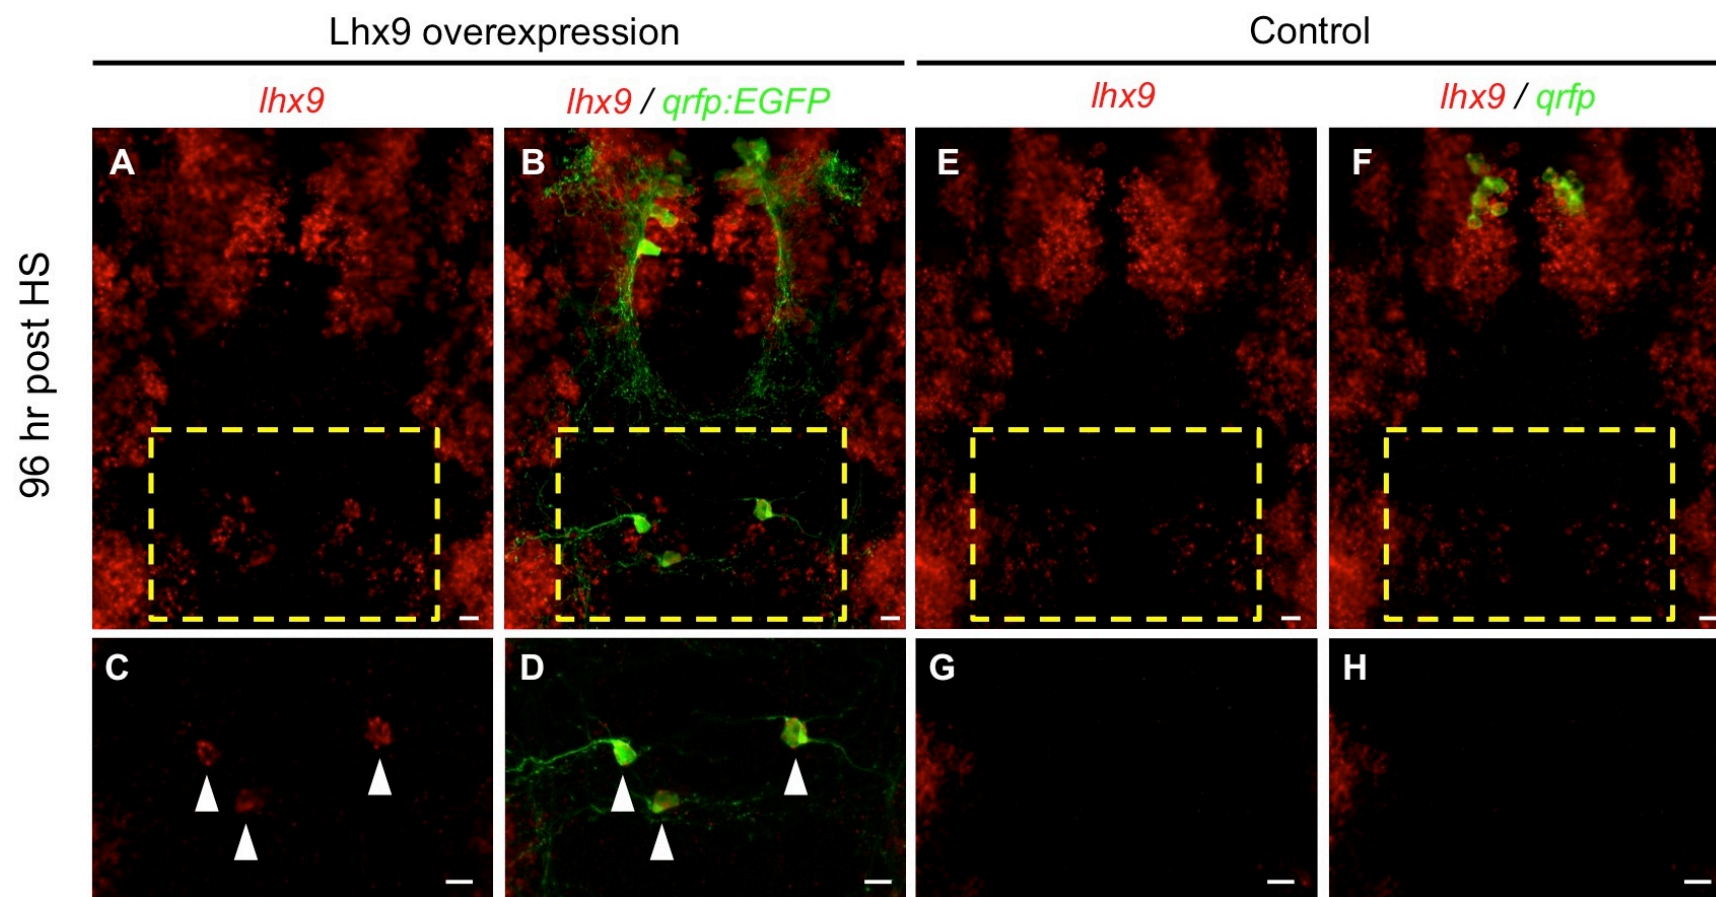 Lhx9 overexpression Control
lhx9 lhx9 / qrfp:EGFP lhx9 lhx9 / qrfp
96 hr post HS
A B E F
C D G H